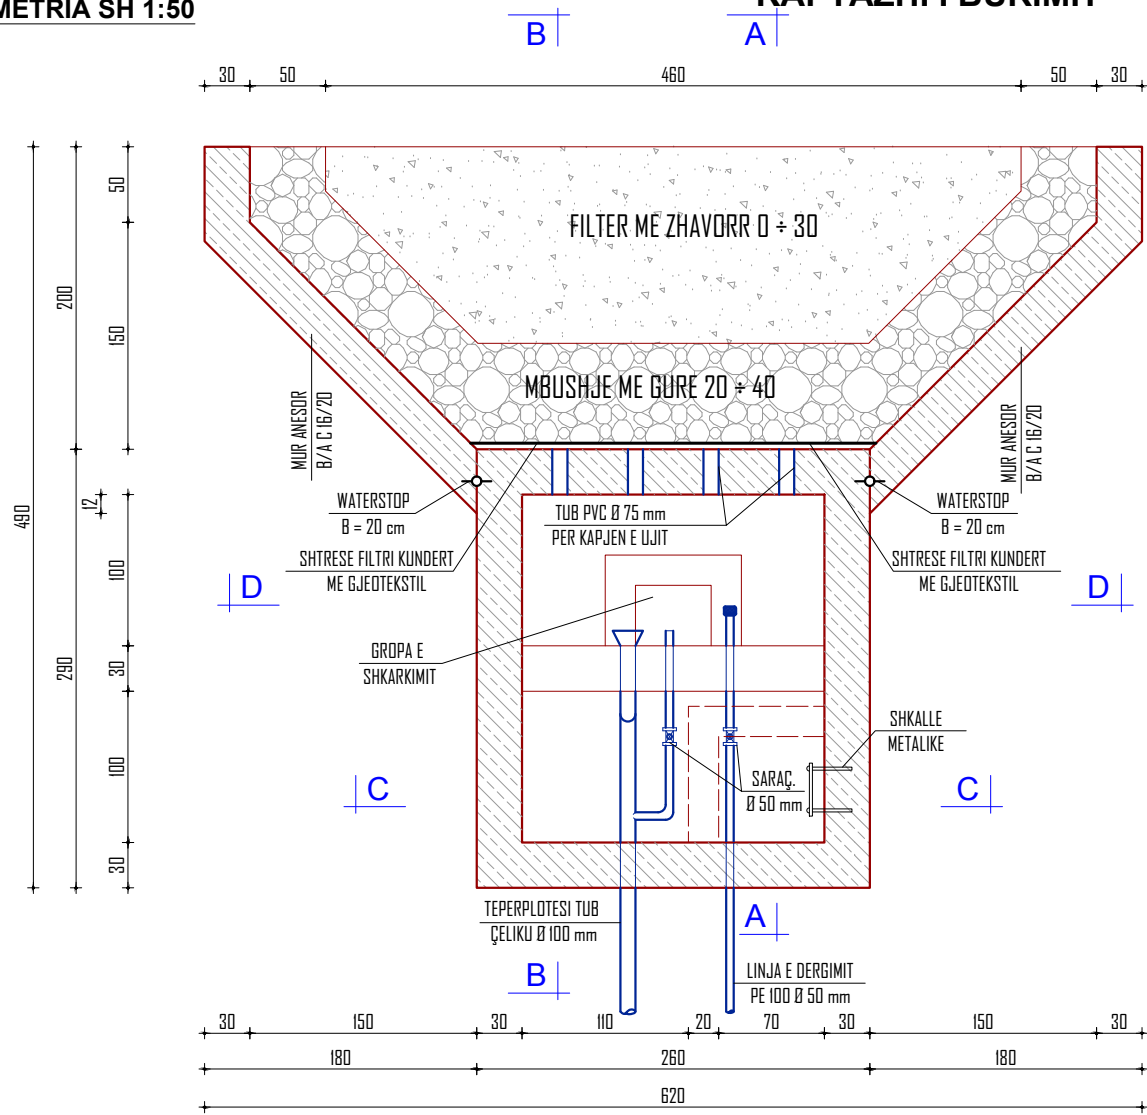 METRIA SH 1:50
B
A
30 50 460 50 30
50
200
150
490
12
100
290
30
100
30
FILTER ME ZHAVORR 0 ÷ 30
MBUSHJE ME GURE 20 ÷ 40
MUR ANESOR
B/A C 16/20
MUR ANESOR
B/A C 16/20
WATERSTOP
B = 20 cm
TUB PVC Ø 75 mm
PER KAPJEN E UJIT
WATERSTOP
B = 20 cm
SHTRESE FILTRI KUNDERT
ME GJEOTEKSTIL
SHTRESE FILTRI KUNDERT
ME GJEOTEKSTIL
D
D
GROPA E
SHKARKIMIT
SHKALLE
METALIKE
SARAÇ.
Ø 50 mm
C
C
TEPERPLOTESI TUB
ÇELIKU Ø 100 mm
A
B
LINJA E DERGIMIT
PE 100 Ø 50 mm
30 150 30 110 20 70 30 150 30
180 260 180
620